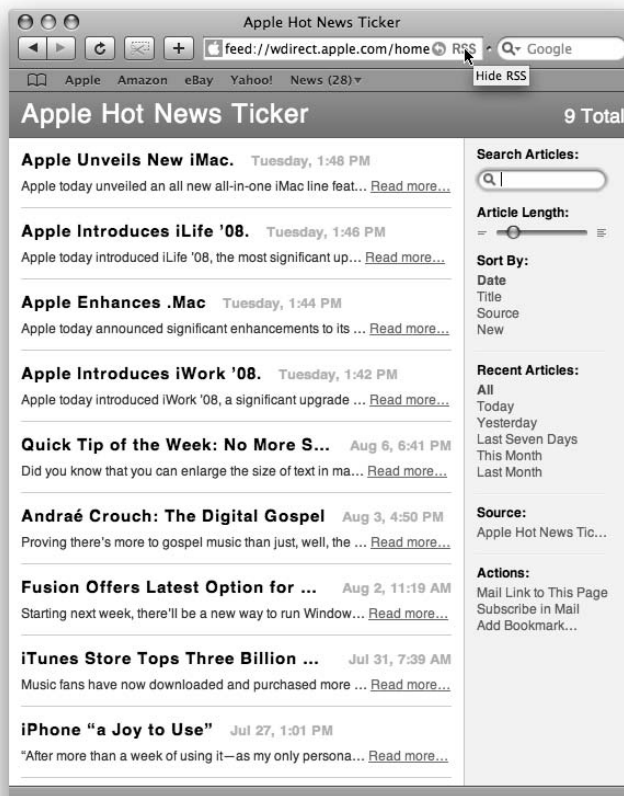 Apple Hot News Ticker
feed://wdirect.apple.com/home RSS Google
Hide RSS
Apple Amazon eBay Yahoo! News (28)▾
Apple Hot News Ticker 9 Total
Apple Unveils New iMac. Tuesday, 1:48 PM
Apple today unveiled an all new all-in-one iMac line feat... Read more...
Apple Introduces iLife ’08. Tuesday, 1:46 PM
Apple today introduced iLife ’08, the most significant up... Read more...
Apple Enhances .Mac Tuesday, 1:44 PM
Apple today announced significant enhancements to its ... Read more...
Apple Introduces iWork ’08. Tuesday, 1:42 PM
Apple today introduced iWork ’08, a significant upgrade ... Read more...
Quick Tip of the Week: No More S... Aug 6, 6:41 PM
Did you know that you can enlarge the size of text in ma... Read more...
Andraé Crouch: The Digital Gospel Aug 3, 4:50 PM
Proving there’s more to gospel music than just, well, the ... Read more...
Fusion Offers Latest Option for ... Aug 2, 11:19 AM
Starting next week, there’ll be a new way to run Window... Read more...
iTunes Store Tops Three Billion ... Jul 31, 7:39 AM
Music fans have now downloaded and purchased more ... Read more...
iPhone “a Joy to Use” Jul 27, 1:01 PM
“After more than a week of using it—as my only persona... Read more...
Search Articles:
Article Length:
Sort By:
Date
Title
Source
New
Recent Articles:
All
Today
Yesterday
Last Seven Days
This Month
Last Month
Source:
Apple Hot News Tic...
Actions:
Mail Link to This Page
Subscribe in Mail
Add Bookmark...